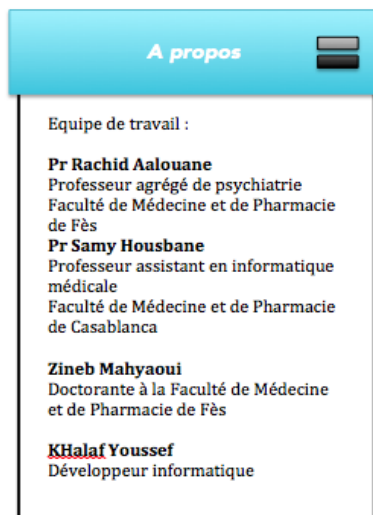 A propos
Equipe de travail :
Pr Rachid Aalouane
Professeur agrégé de psychiatrie
Faculté de Médecine et de Pharmacie
de Fès
Pr Samy Housbane
Professeur assistant en informatique
médicale
Faculté de Médecine et de Pharmacie
de Casablanca
Zineb Mahyaoui
Doctorante à la Faculté de Médecine
et de Pharmacie de Fès
KHalaf Youssef
Développeur informatique